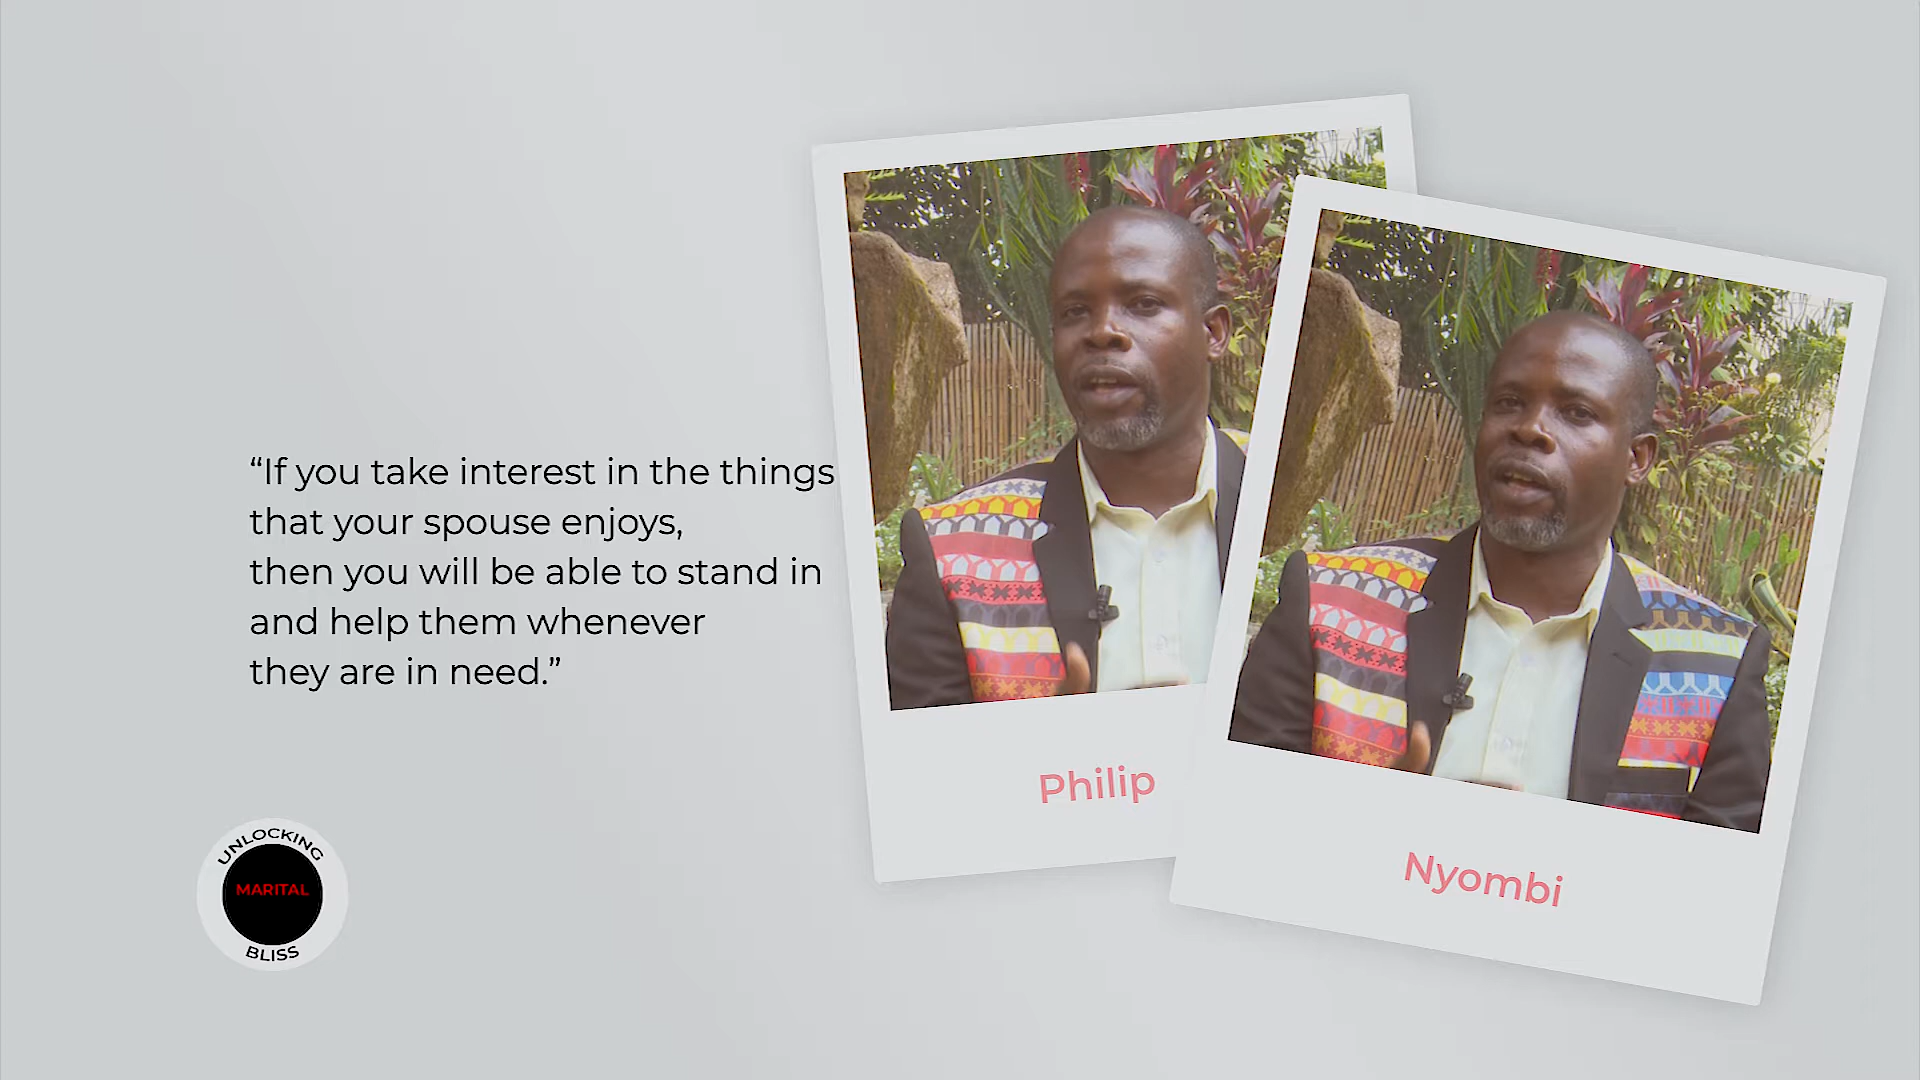 “If you take interest in the things
that your spouse enjoys,
then you will be able to stand in
and help them whenever
they are in need.”
Philip
Nyombi
UNLOCKING
MARITAL
BLISS